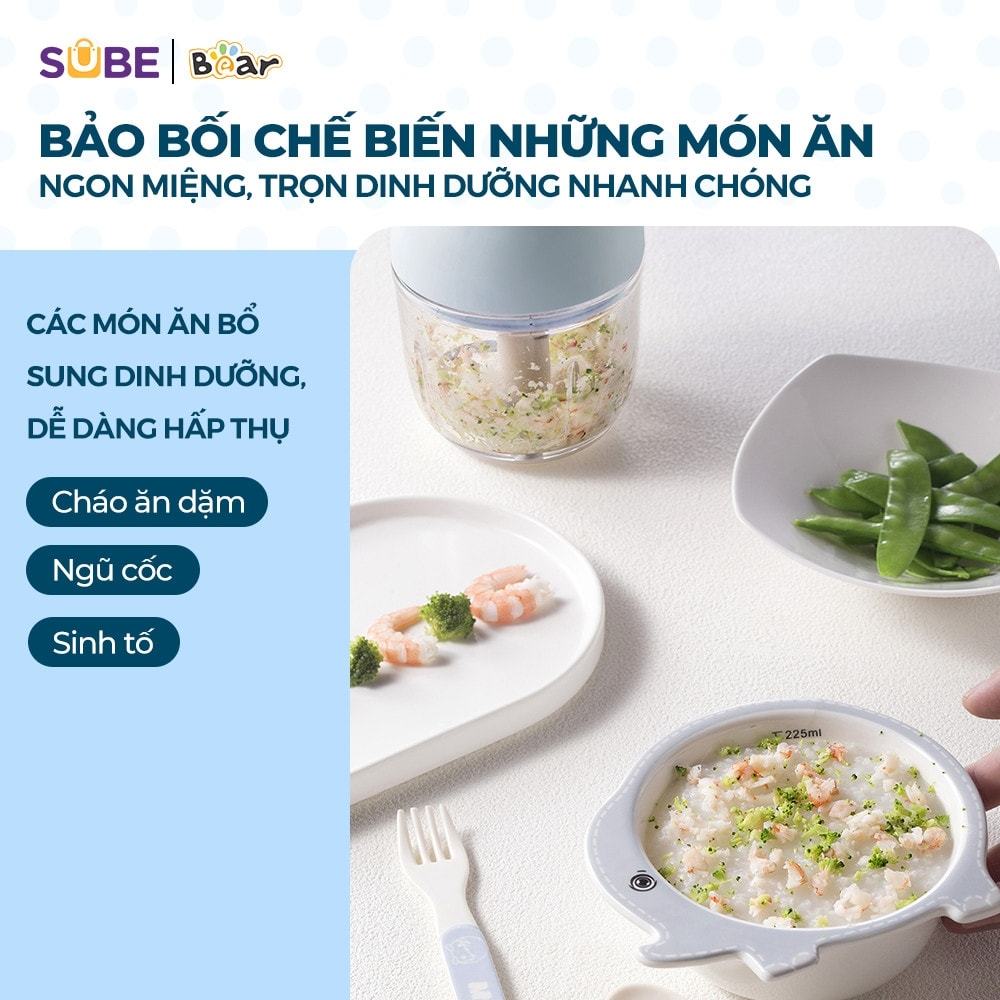 SUBE | Bear
BẢO BỐI CHẾ BIẾN NHỮNG MÓN ĂN
NGON MIỆNG, TRỌN DINH DƯỠNG NHANH CHÓNG
CÁC MÓN ĂN BỔ
SUNG DINH DƯỠNG,
DỄ DÀNG HẤP THỤ
Cháo ăn dặm
Ngũ cốc
Sinh tố
225ml